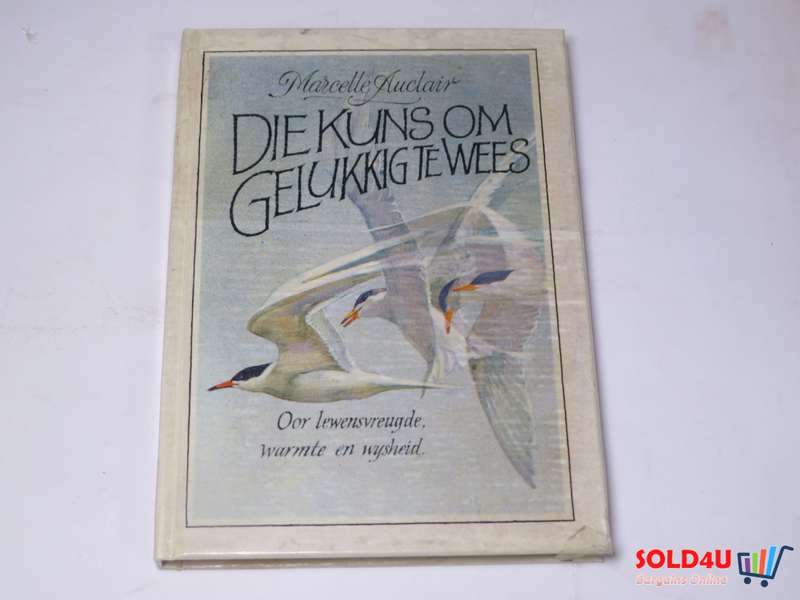 Marcelle Auclair
DIE KUNS OM
GELUKKIG TE WEES
Oor lewensvreugde,
warmte en wysheid.
SOLD4U
Bargains Online